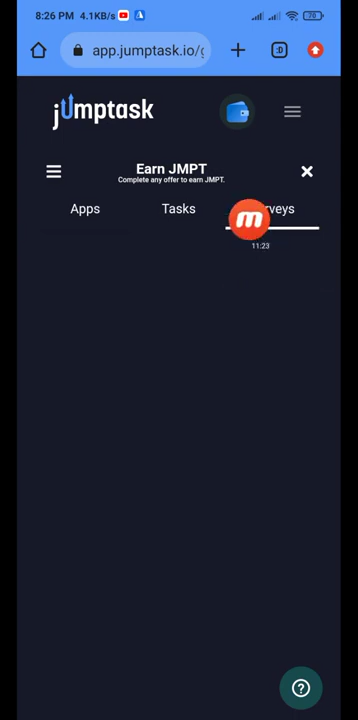 8:26 PM 4.1KB/s
70
app.jumptask.io/g
:D
jumptask
Earn JMPT
Complete any offer to earn JMPT.
Apps Tasks rveys
11:23